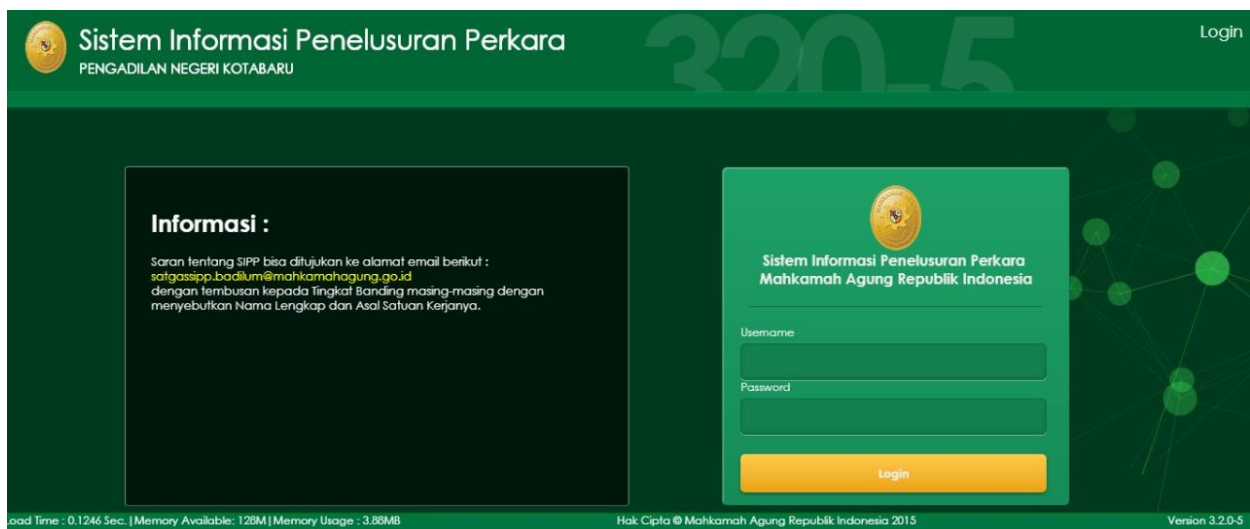 Sistem Informasi Penelusuran Perkara
PENGADILAN NEGERI KOTABARU
320-5
Login
Informasi :
Saran tentang SIPP bisa ditujukan ke alamat email berikut :
satgassipp.badilum@mahkamahagung.go.id
dengan tembusan kepada Tingkat Banding masing-masing dengan
menyebutkan Nama Lengkap dan Asal Satuan Kerjanya.
Sistem Informasi Penelusuran Perkara
Mahkamah Agung Republik Indonesia
Username
Password
Login
oad Time : 0.1246 Sec. | Memory Available: 128M | Memory Usage : 3.88MB
Hak Cipta © Mahkamah Agung Republik Indonesia 2015
Version 3.2.0-5